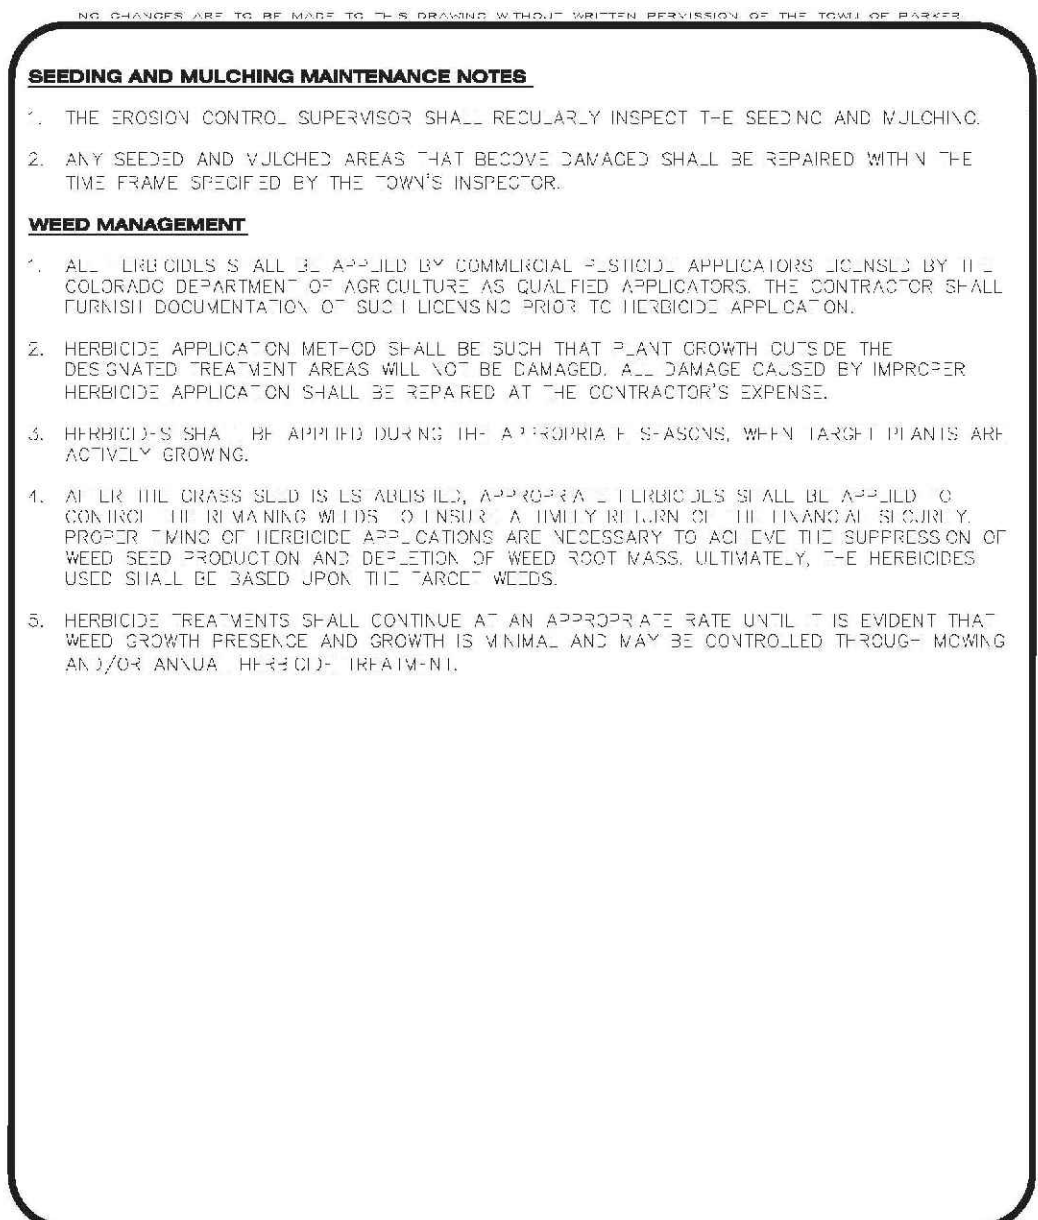 NO CHANGES ARE TO BE MADE TO THIS DRAWING WITHOUT WRITTEN PERMISSION OF THE TOWN OF PARKER
SEEDING AND MULCHING MAINTENANCE NOTES
1. THE EROSION CONTROL SUPERVISOR SHALL REGULARLY INSPECT THE SEEDING AND MULCHING.
2. ANY SEEDED AND MULCHED AREAS THAT BECOME DAMAGED SHALL BE REPAIRED WITHIN THE
TIME FRAME SPECIFIED BY THE TOWN'S INSPECTOR.
WEED MANAGEMENT
1. ALL HERBICIDES SHALL BE APPLIED BY COMMERCIAL PESTICIDE APPLICATORS LICENSED BY THE
COLORADO DEPARTMENT OF AGRICULTURE AS QUALIFIED APPLICATORS. THE CONTRACTOR SHALL
FURNISH DOCUMENTATION OF SUCH LICENSING PRIOR TO HERBICIDE APPLICATION.
2. HERBICIDE APPLICATION METHOD SHALL BE SUCH THAT PLANT GROWTH OUTSIDE THE
DESIGNATED TREATMENT AREAS WILL NOT BE DAMAGED. ALL DAMAGE CAUSED BY IMPROPER
HERBICIDE APPLICATION SHALL BE REPAIRED AT THE CONTRACTOR'S EXPENSE.
3. HERBICIDES SHALL BE APPLIED DURING THE APPROPRIATE SEASONS, WHEN TARGET PLANTS ARE
ACTIVELY GROWING.
4. AFTER THE GRASS SEED IS ESTABLISHED, APPROPRIATE HERBICIDES SHALL BE APPLIED TO
CONTROL THE REMAINING WEEDS TO ENSURE A TIMELY RETURN OF THE FINANCIAL SECURITY.
PROPER TIMING OF HERBICIDE APPLICATIONS ARE NECESSARY TO ACHIEVE THE SUPPRESSION OF
WEED SEED PRODUCTION AND DEPLETION OF WEED ROOT MASS. ULTIMATELY, THE HERBICIDES
USED SHALL BE BASED UPON THE TARGET WEEDS.
5. HERBICIDE TREATMENTS SHALL CONTINUE AT AN APPROPRIATE RATE UNTIL IT IS EVIDENT THAT
WEED GROWTH PRESENCE AND GROWTH IS MINIMAL AND MAY BE CONTROLLED THROUGH MOWING
AND/OR ANNUAL HERBICIDE TREATMENT.